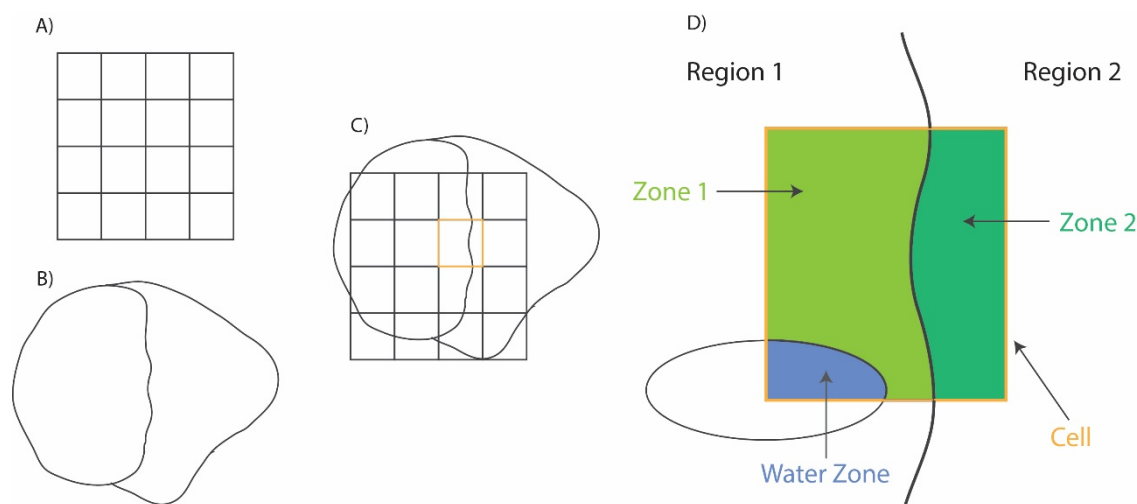 A)
B)
C)
D)
Region 1
Region 2
Zone 1
Zone 2
Cell
Water Zone